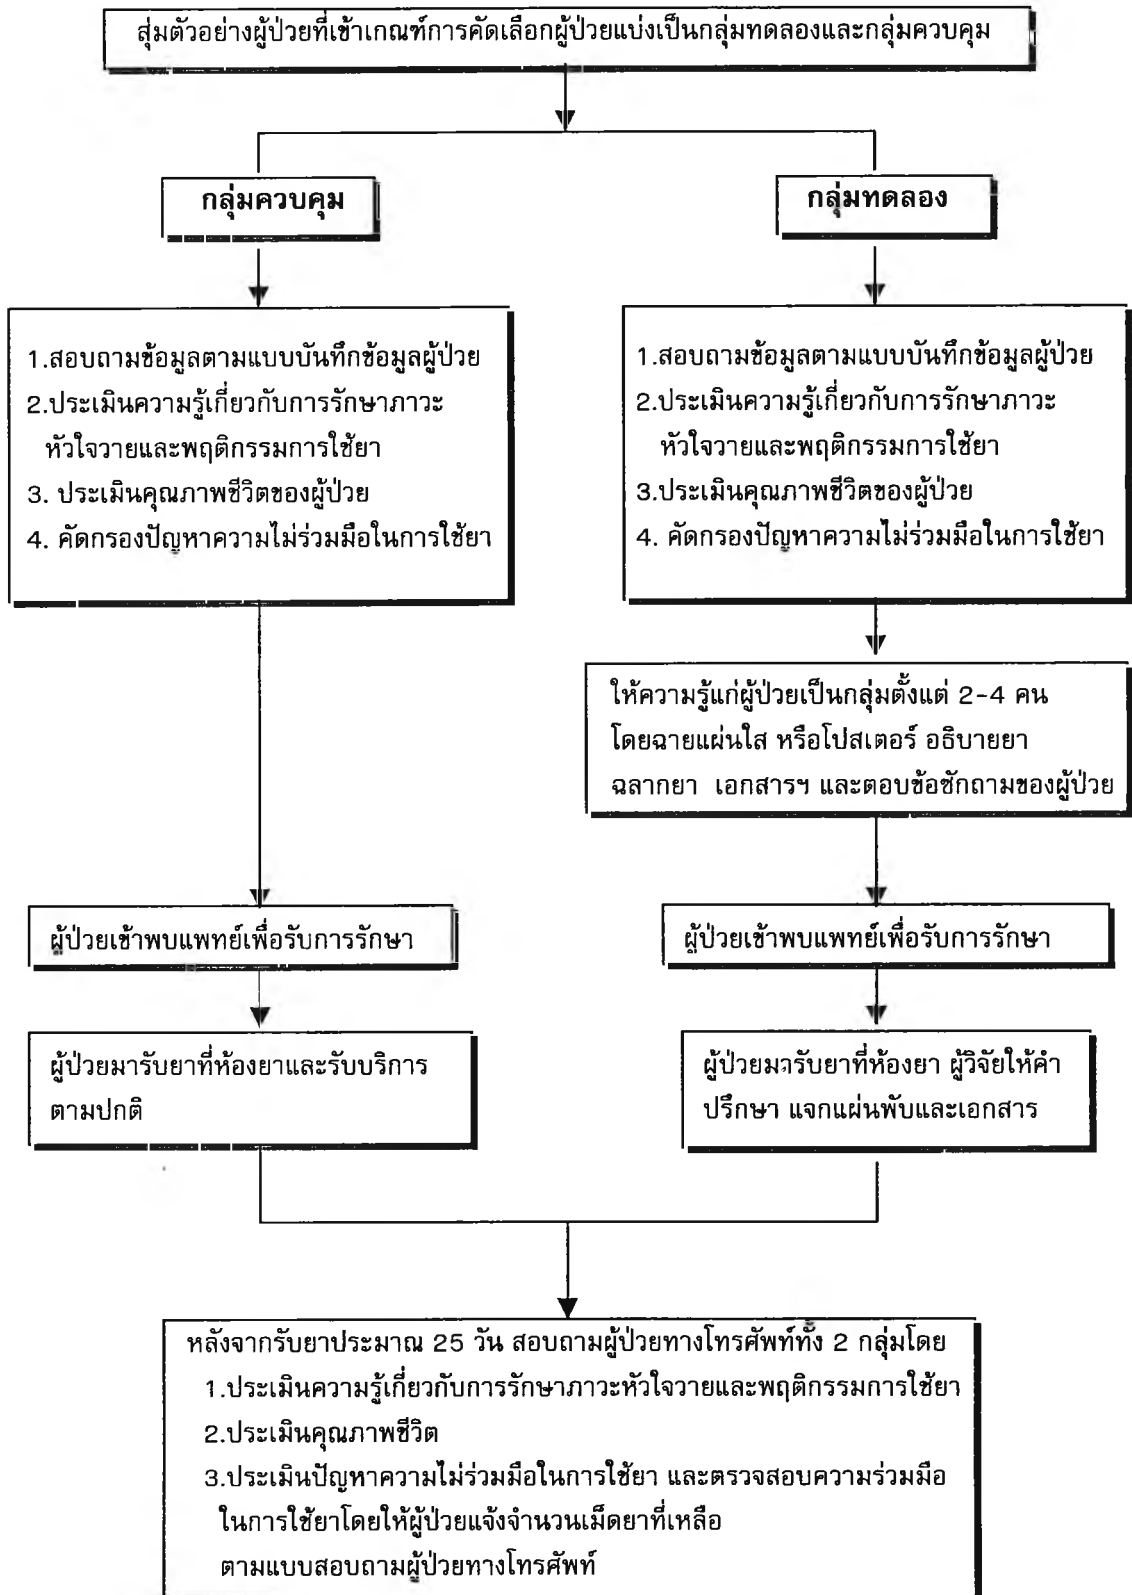 สุ่มตัวอย่างผู้ป่วยที่เข้าเกณฑ์การคัดเลือกผู้ป่วยแบ่งเป็นกลุ่มทดลองและกลุ่มควบคุม
กลุ่มควบคุม
1.สอบถามข้อมูลตามแบบบันทึกข้อมูลผู้ป่วย
2.ประเมินความรู้เกี่ยวกับการรักษาภาวะ
หัวใจวายและพฤติกรรมการใช้ยา
3. ประเมินคุณภาพชีวิตของผู้ป่วย
4. คัดกรองปัญหาความไม่ร่วมมือในการใช้ยา
ผู้ป่วยเข้าพบแพทย์เพื่อรับการรักษา
ผู้ป่วยมารับยาที่ห้องยาและรับบริการ
ตามปกติ
กลุ่มทดลอง
1.สอบถามข้อมูลตามแบบบันทึกข้อมูลผู้ป่วย
2.ประเมินความรู้เกี่ยวกับการรักษาภาวะ
หัวใจวายและพฤติกรรมการใช้ยา
3.ประเมินคุณภาพชีวิตของผู้ป่วย
4. คัดกรองปัญหาความไม่ร่วมมือในการใช้ยา
ให้ความรู้แก่ผู้ป่วยเป็นกลุ่มตั้งแต่ 2-4 คน
โดยฉายแผ่นใส หรือโปสเตอร์ อธิบายยา
ฉลากยา เอกสารฯ และตอบข้อซักถามของผู้ป่วย
ผู้ป่วยเข้าพบแพทย์เพื่อรับการรักษา
ผู้ป่วยมารับยาที่ห้องยา ผู้วิจัยให้คำ
ปรึกษา แจกแผ่นพับและเอกสาร
หลังจากรับยาประมาณ 25 วัน สอบถามผู้ป่วยทางโทรศัพท์ทั้ง 2 กลุ่มโดย
1.ประเมินความรู้เกี่ยวกับการรักษาภาวะหัวใจวายและพฤติกรรมการใช้ยา
2.ประเมินคุณภาพชีวิต
3.ประเมินปัญหาความไม่ร่วมมือในการใช้ยา และตรวจสอบความร่วมมือ
ในการใช้ยาโดยให้ผู้ป่วยแจ้งจำนวนเม็ดยาที่เหลือ
ตามแบบสอบถามผู้ป่วยทางโทรศัพท์